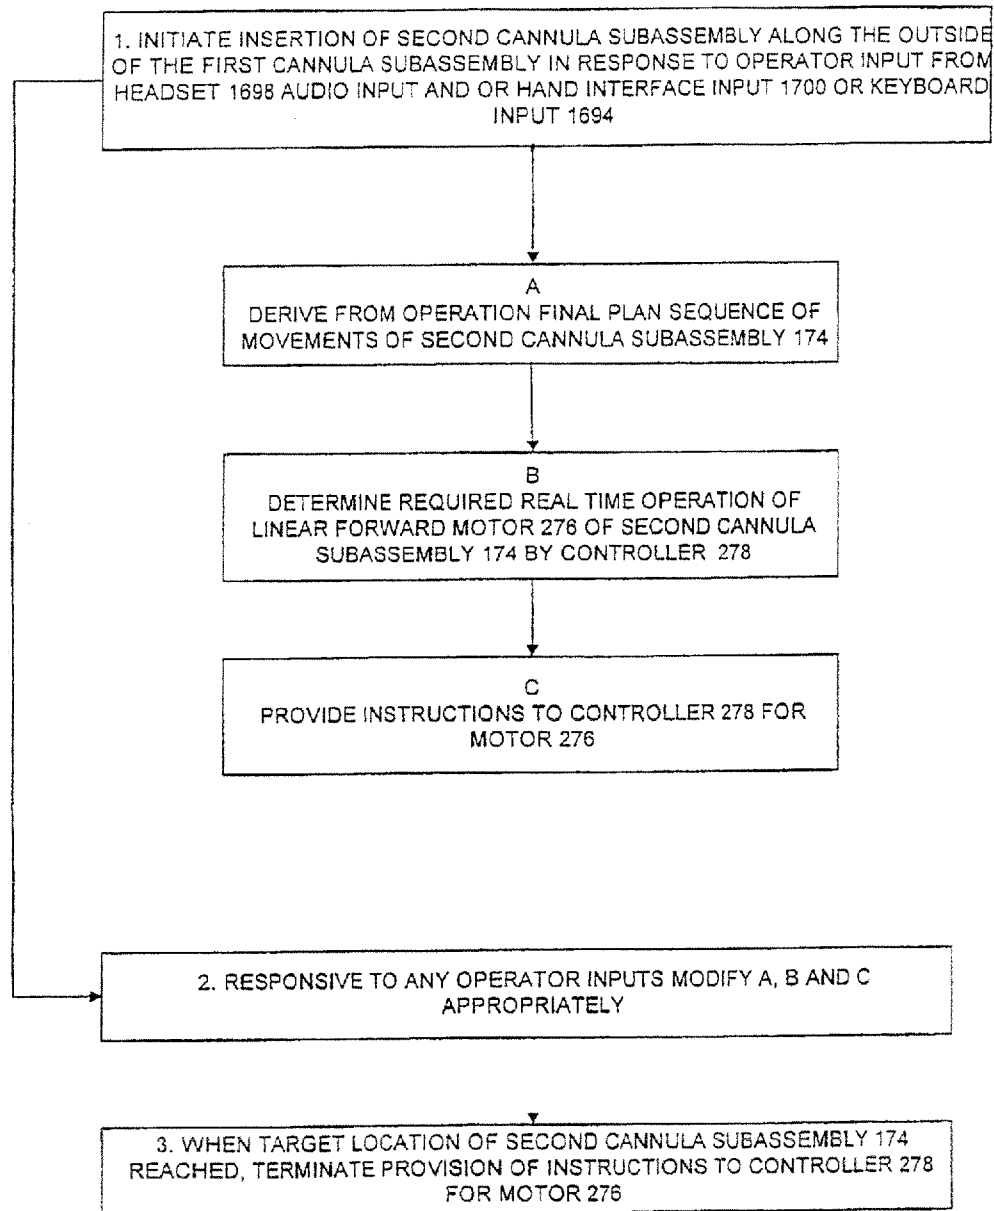 1. INITIATE INSERTION OF SECOND CANNULA SUBASSEMBLY ALONG THE OUTSIDE
OF THE FIRST CANNULA SUBASSEMBLY IN RESPONSE TO OPERATOR INPUT FROM
HEADSET 1698 AUDIO INPUT AND OR HAND INTERFACE INPUT 1700 OR KEYBOARD
INPUT 1694
A
DERIVE FROM OPERATION FINAL PLAN SEQUENCE OF
MOVEMENTS OF SECOND CANNULA SUBASSEMBLY 174
B
DETERMINE REQUIRED REAL TIME OPERATION OF
LINEAR FORWARD MOTOR 276 OF SECOND CANNULA
SUBASSEMBLY 174 BY CONTROLLER 278
C
PROVIDE INSTRUCTIONS TO CONTROLLER 278 FOR
MOTOR 276
2. RESPONSIVE TO ANY OPERATOR INPUTS MODIFY A, B AND C
APPROPRIATELY
3. WHEN TARGET LOCATION OF SECOND CANNULA SUBASSEMBLY 174
REACHED, TERMINATE PROVISION OF INSTRUCTIONS TO CONTROLLER 278
FOR MOTOR 276